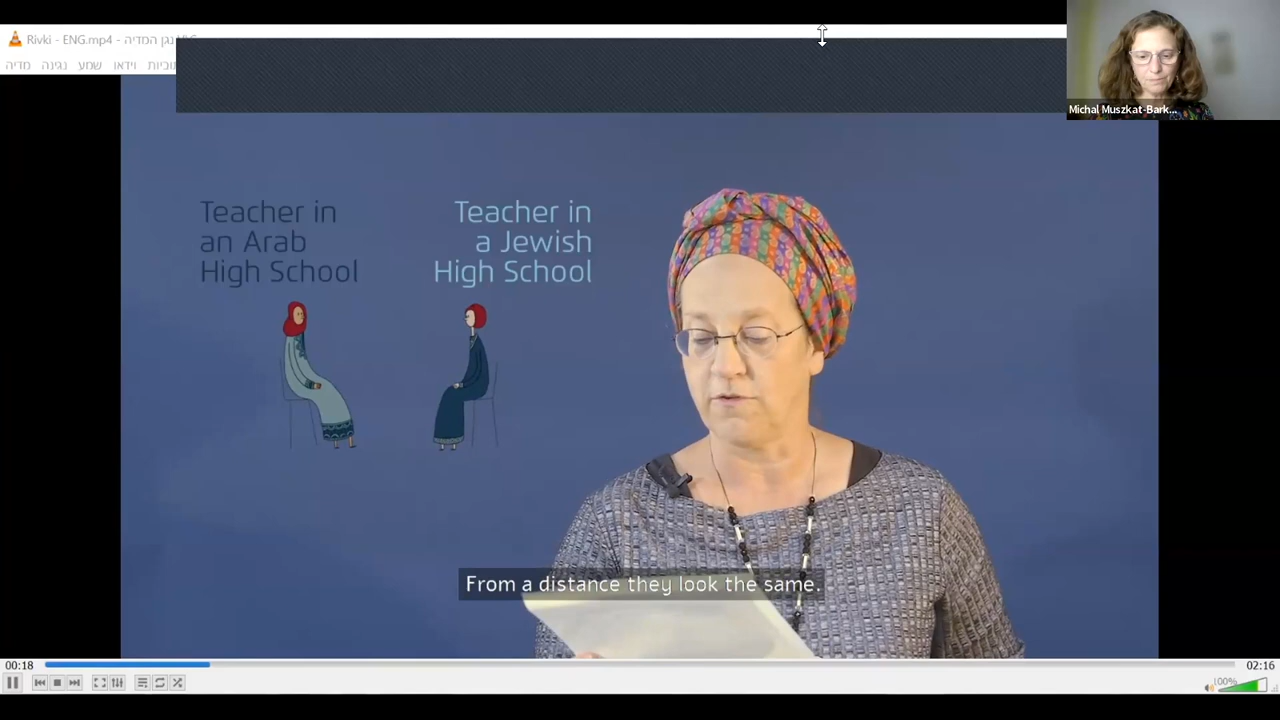 Rivki - ENG.mp4 - נגן המדיה VLC
מדיה נגינה שמע וידאו
Michal Muszkat-Bark...
Teacher in
an Arab
High School
Teacher in
a Jewish
High School
From a distance they look the same.
00:18
02:16
100%